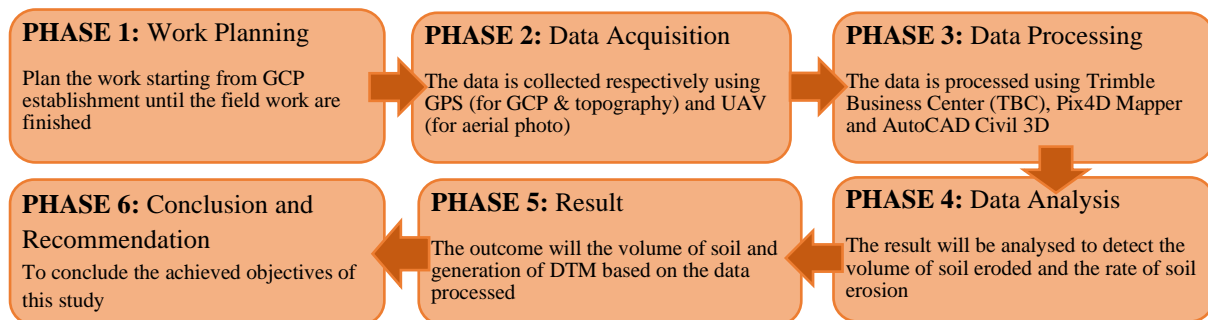 PHASE 1: Work Planning
Plan the work starting from GCP
establishment until the field work are
finished
PHASE 2: Data Acquisition
The data is collected respectively using
GPS (for GCP & topography) and UAV
(for aerial photo)
PHASE 3: Data Processing
The data is processed using Trimble
Business Center (TBC), Pix4D Mapper
and AutoCAD Civil 3D
PHASE 4: Data Analysis
The result will be analysed to detect the
volume of soil eroded and the rate of soil
erosion
PHASE 5: Result
The outcome will the volume of soil and
generation of DTM based on the data
processed
PHASE 6: Conclusion and
Recommendation
To conclude the achieved objectives of
this study